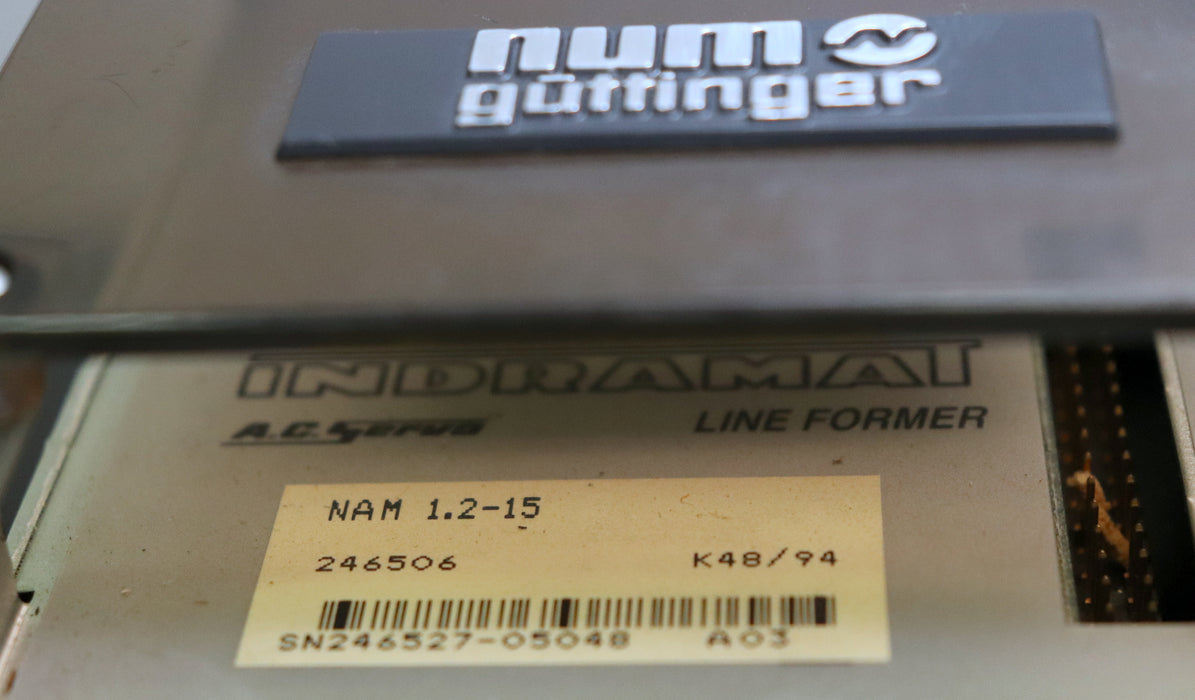 num
güttinger
INDRAMAT
A.C. Servo LINE FORMER
NAM 1.2-15
246506 K48/94
SN246527-05048 A03